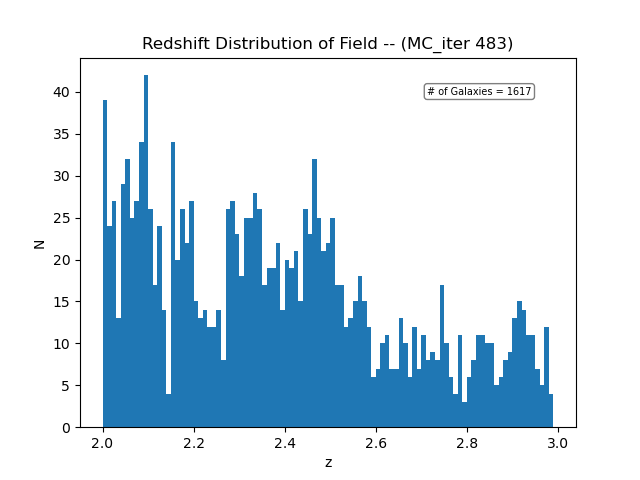 Redshift Distribution of Field -- (MC_iter 483)
# of Galaxies = 1617
40
35
30
25
20
15
10
5
0
N
2.0 2.2 2.4 2.6 2.8 3.0
z